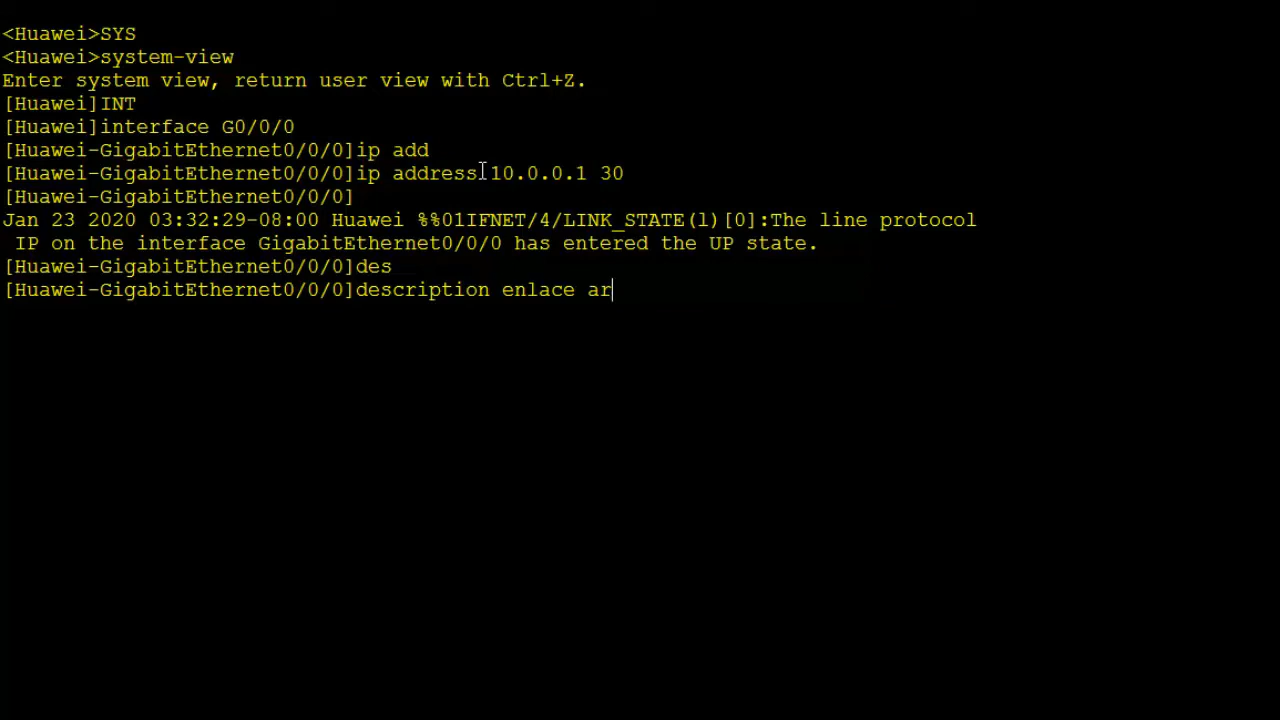 <Huawei>SYS
<Huawei>system-view
Enter system view, return user view with Ctrl+Z.
[Huawei]INT
[Huawei]interface G0/0/0
[Huawei-GigabitEthernet0/0/0]ip add
[Huawei-GigabitEthernet0/0/0]ip address 10.0.0.1 30
[Huawei-GigabitEthernet0/0/0]
Jan 23 2020 03:32:29-08:00 Huawei %%01IFNET/4/LINK_STATE(l)[0]:The line protocol
 IP on the interface GigabitEthernet0/0/0 has entered the UP state.
[Huawei-GigabitEthernet0/0/0]des
[Huawei-GigabitEthernet0/0/0]description enlace ar